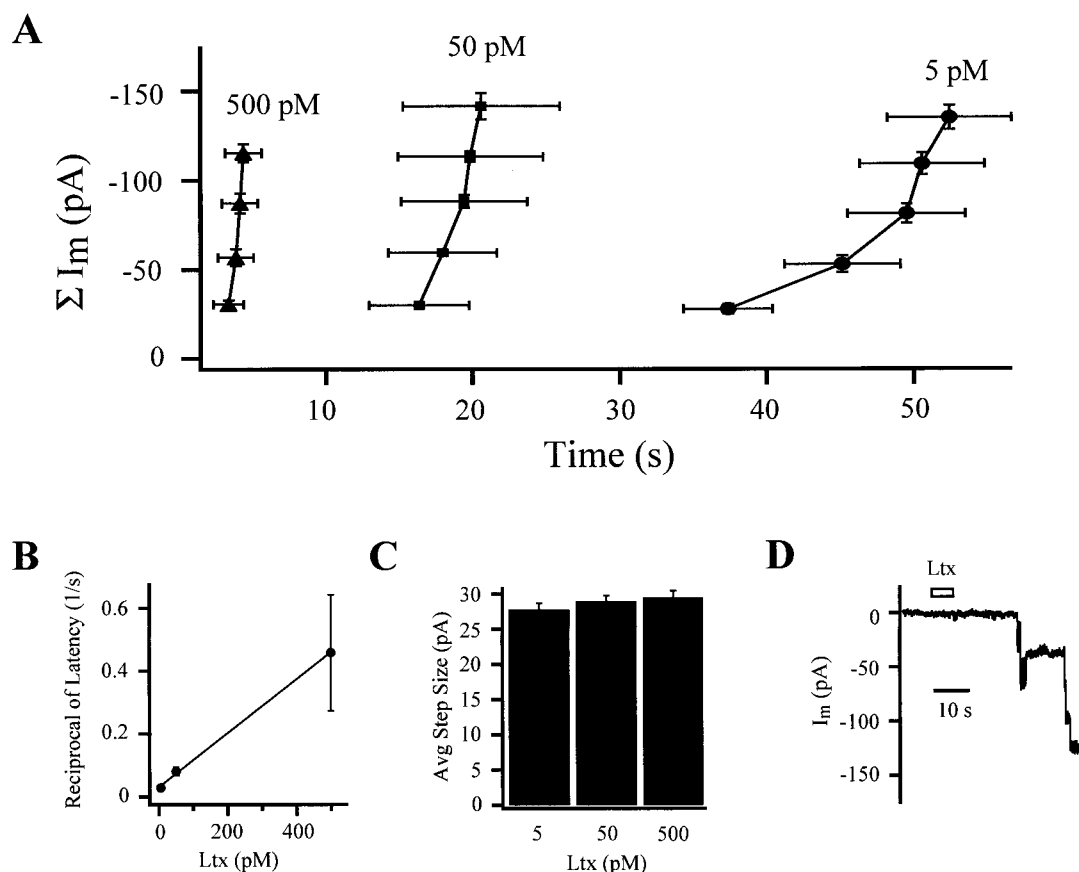 A
500 pM
50 pM
5 pM
Σ Im (pA)
-150
-100
-50
0
10
20
30
40
50
Time (s)
B
Reciprocal of Latency (1/s)
0.6
0.4
0.2
0
0
200
400
Ltx (pM)
C
Avg Step Size (pA)
30
25
20
15
10
5
0
5
50
500
Ltx (pM)
D
Ltx
Im (pA)
0
-50
-100
-150
10 s